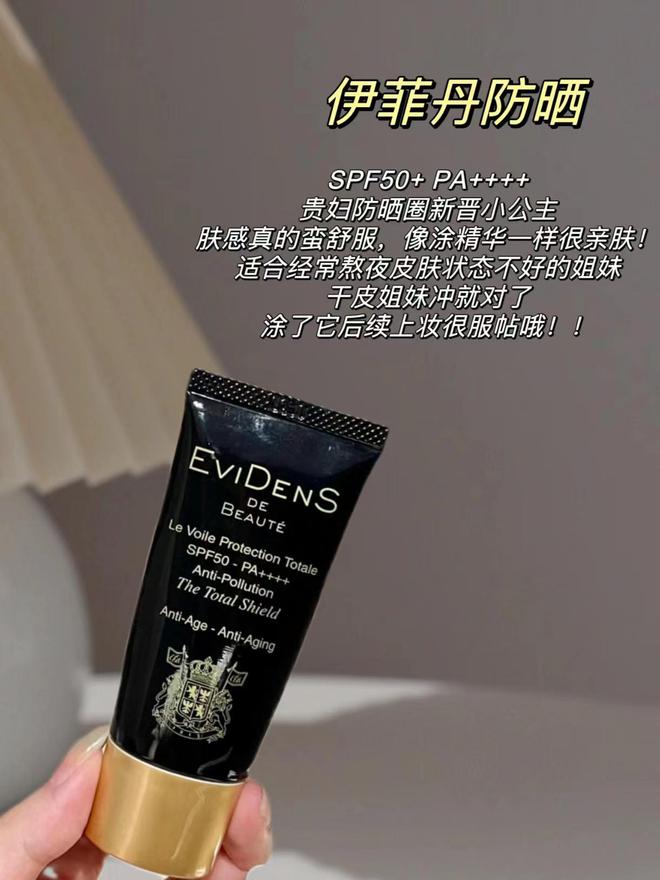 伊菲丹防晒
SPF50+ PA++++
贵妇防晒圈新晋小公主
肤感真的蛮舒服，像涂精华一样很亲肤！
适合经常熬夜皮肤状态不好的姐妹
干皮姐妹冲就对了
涂了它后续上妆很服帖哦！！
EVIDENS
DE
BEAUTÉ
Le Voile Protection Totale
SPF50 - PA++++
Anti-Pollution
The Total Shield
Anti-Age - Anti-Aging